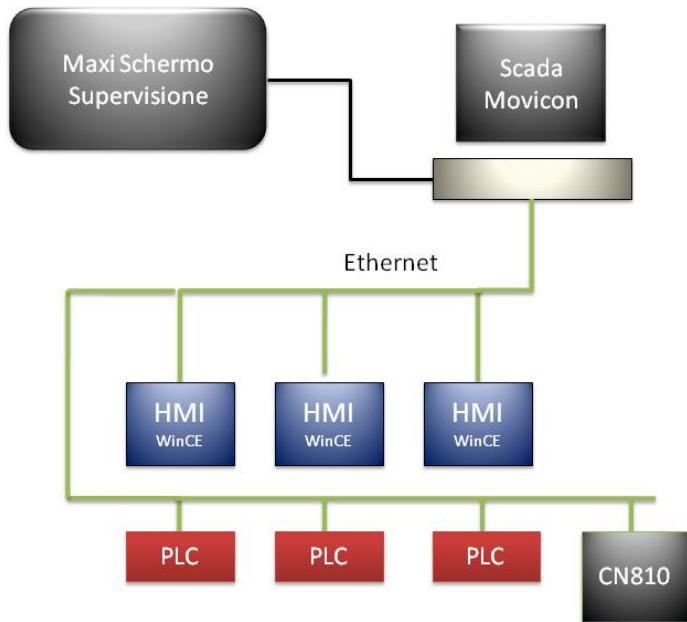 Maxi Schermo
Supervisione
Scada
Movicon
Ethernet
HMI
WinCE
HMI
WinCE
HMI
WinCE
PLC
PLC
PLC
CN810